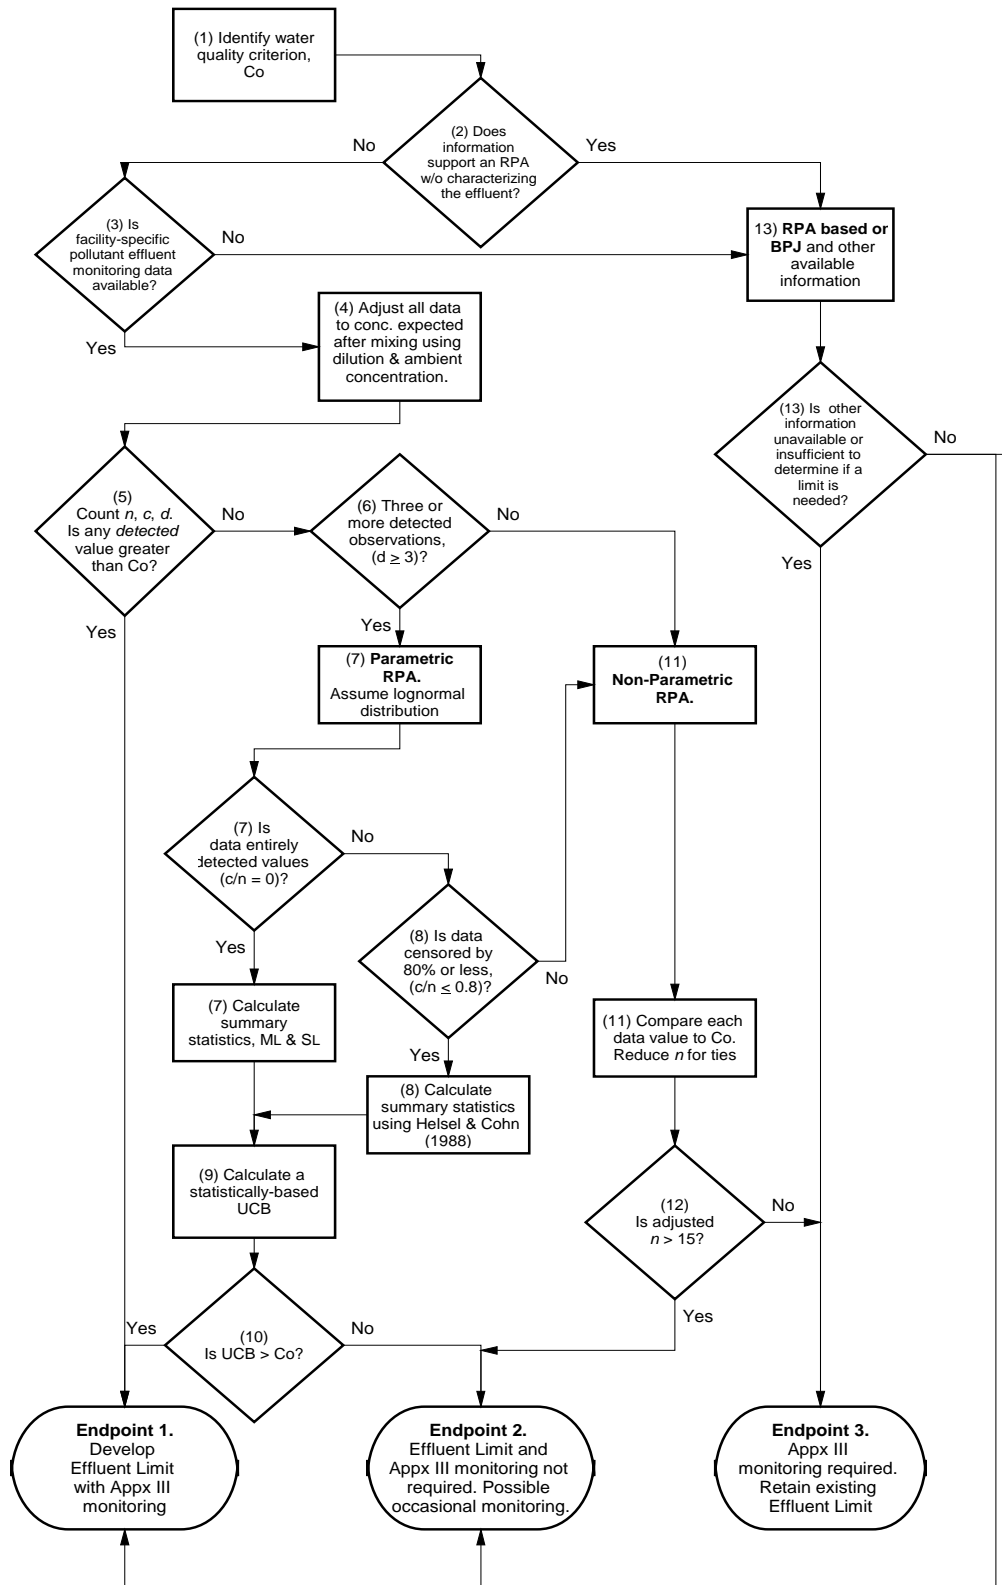 (1) Identify water
quality criterion,
Co
(2) Does
information
support an RPA
w/o characterizing
the effluent?
No
Yes
(3) Is
facility-specific
pollutant effluent
monitoring data
available?
No
Yes
13) RPA based or
BPJ and other
available
information
(4) Adjust all data
to conc. expected
after mixing using
dilution & ambient
concentration.
(13) Is other
information
unavailable or
insufficient to
determine if a
limit is
needed?
No
Yes
(5)
Count n, c, d.
Is any detected
value greater
than Co?
No
Yes
(6) Three or
more detected
observations,
(d ≥ 3)?
No
Yes
(7) Parametric
RPA.
Assume lognormal
distribution
(11)
Non-Parametric
RPA.
(7) Is
data entirely
detected values
(c/n = 0)?
No
Yes
(8) Is data
censored by
80% or less,
(c/n ≤ 0.8)?
No
Yes
(7) Calculate
summary
statistics, ML & SL
(11) Compare each
data value to Co.
Reduce n for ties
(8) Calculate
summary statistics
using Helsel & Cohn
(1988)
(9) Calculate a
statistically-based
UCB
(12)
Is adjusted
n > 15?
No
Yes
(10)
Is UCB > Co?
Yes
No
Endpoint 1.
Develop
Effluent Limit
with Appx III
monitoring
Endpoint 2.
Effluent Limit and
Appx III monitoring not
required. Possible
occasional monitoring.
Endpoint 3.
Appx III
monitoring required.
Retain existing
Effluent Limit